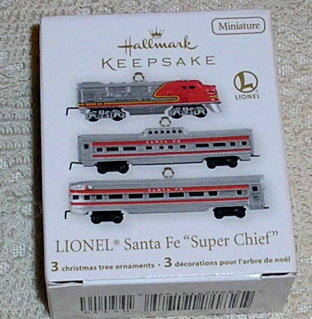 Miniature
Hallmark
KEEPSAKE
L
LIONEL
SANTA FE
SANTA FE
LIONEL® Santa Fe “Super Chief”
3 christmas tree ornaments • 3 décorations pour l'arbre de noël